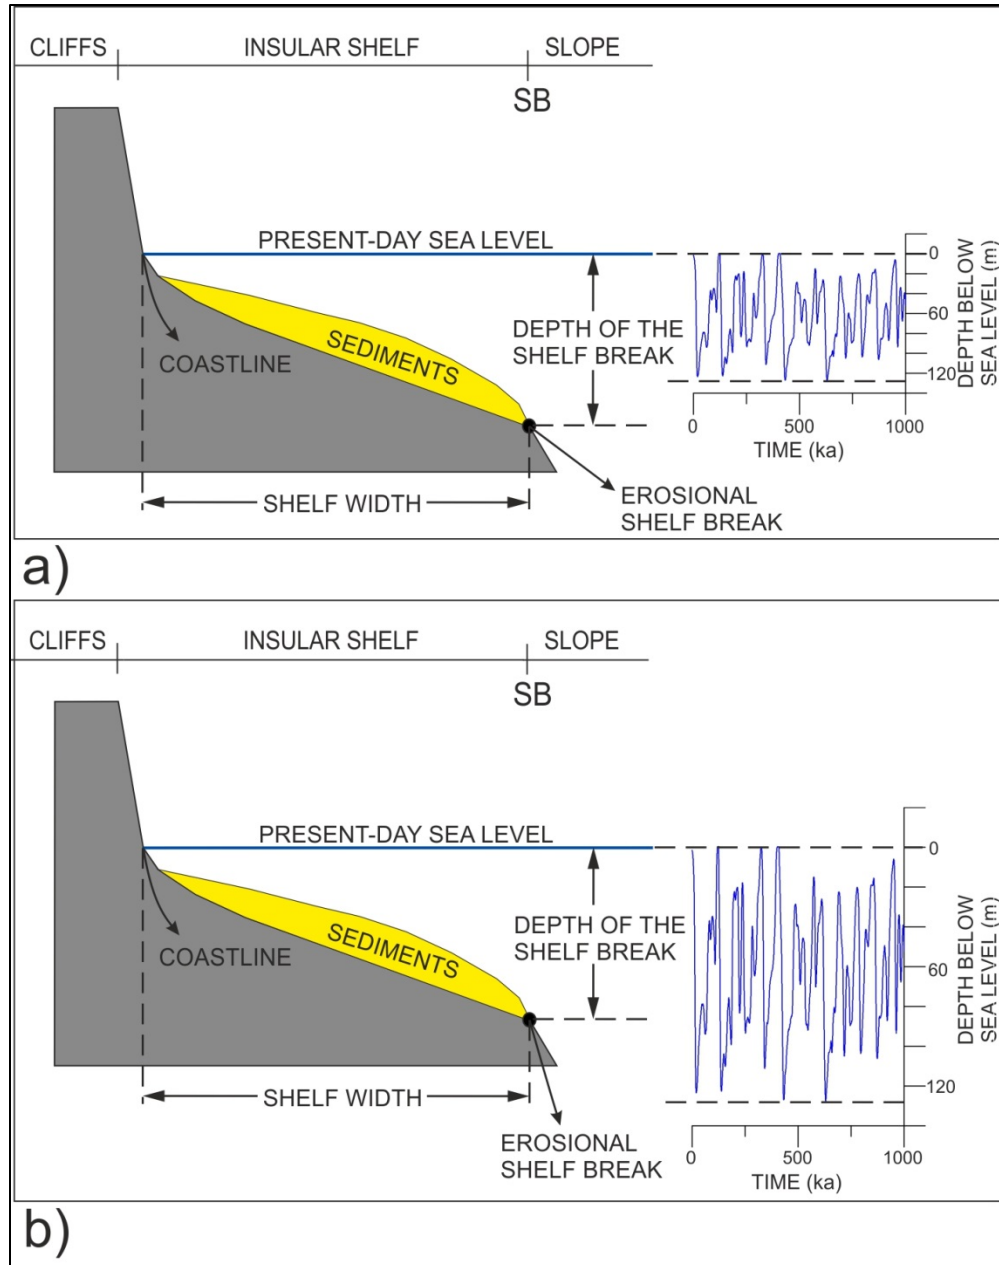 CLIFFS INSULAR SHELF SLOPE
SB
PRESENT-DAY SEA LEVEL
COASTLINE
SEDIMENTS
DEPTH OF THE
SHELF BREAK
SHELF WIDTH
EROSIONAL
SHELF BREAK
0
60
120
DEPTH BELOW
SEA LEVEL (m)
0 500 1000
TIME (ka)
a)
CLIFFS INSULAR SHELF SLOPE
SB
PRESENT-DAY SEA LEVEL
COASTLINE
SEDIMENTS
DEPTH OF THE
SHELF BREAK
SHELF WIDTH
EROSIONAL
SHELF BREAK
0
60
120
DEPTH BELOW
SEA LEVEL (m)
0 500 1000
TIME (ka)
b)